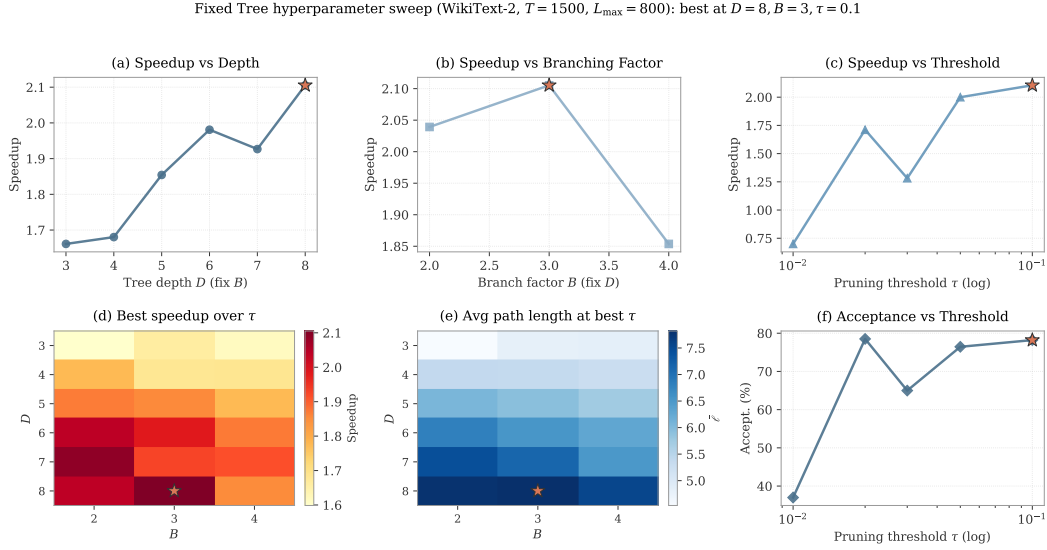 Fixed Tree hyperparameter sweep (WikiText-2, T = 1500, L_max = 800): best at D = 8, B = 3, τ = 0.1
(a) Speedup vs Depth
Speedup
2.1
2.0
1.9
1.8
1.7
3 4 5 6 7 8
Tree depth D (fix B)
(b) Speedup vs Branching Factor
Speedup
2.10
2.05
2.00
1.95
1.90
1.85
2.0 2.5 3.0 3.5 4.0
Branch factor B (fix D)
(c) Speedup vs Threshold
Speedup
2.00
1.75
1.50
1.25
1.00
0.75
10⁻² 10⁻¹
Pruning threshold τ (log)
(d) Best speedup over τ
D
3
4
5
6
7
8
2 3 4
B
2.1
2.0
1.9
1.8
1.7
1.6
Speedup
(e) Avg path length at best τ
D
3
4
5
6
7
8
2 3 4
B
7.5
7.0
6.5
6.0
5.5
5.0
ℓ̄
(f) Acceptance vs Threshold
Accept. (%)
80
70
60
50
40
10⁻² 10⁻¹
Pruning threshold τ (log)